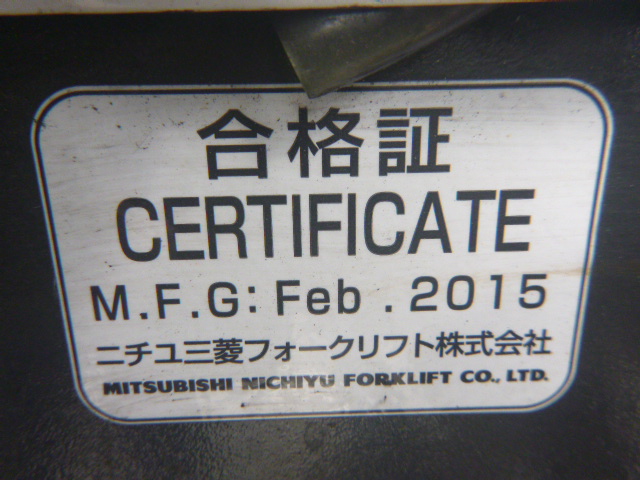 合格証
CERTIFICATE
M.F.G: Feb . 2015
ニチユ三菱フォークリフト株式会社
MITSUBISHI NICHIYU FORKLIFT CO., LTD.